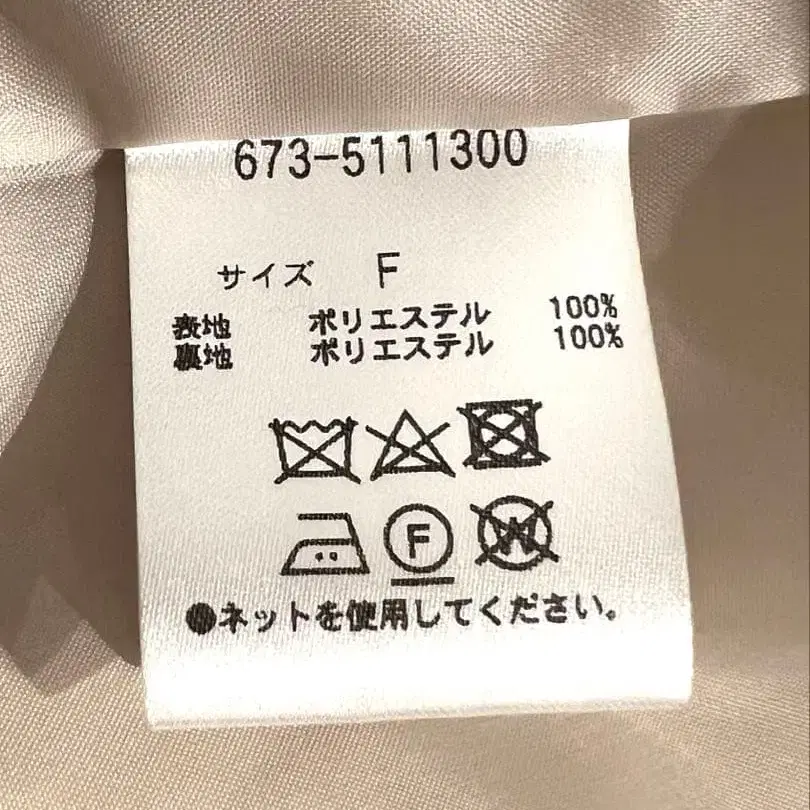 673-5111300
サイズ F
表地 ポリエステル 100%
裏地 ポリエステル 100%
F W
●ネットを使用してください。